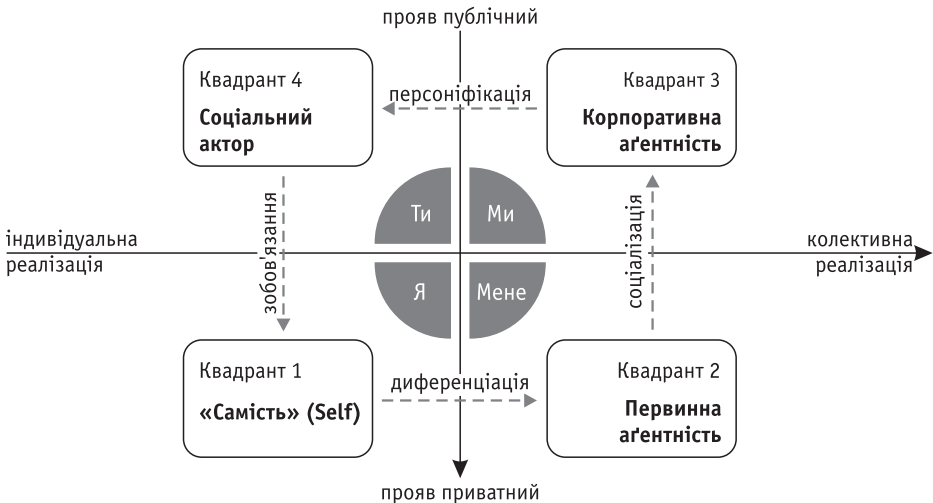 прояв публічний
Квадрант 4
Соціальний
актор
персоніфікація
Квадрант 3
Корпоративна
аґентність
Ти
Ми
зобов'язання
соціалізація
індивідуальна
реалізація
колективна
реалізація
Я
Мене
Квадрант 1
«Самість» (Self)
диференціація
Квадрант 2
Первинна
аґентність
прояв приватний